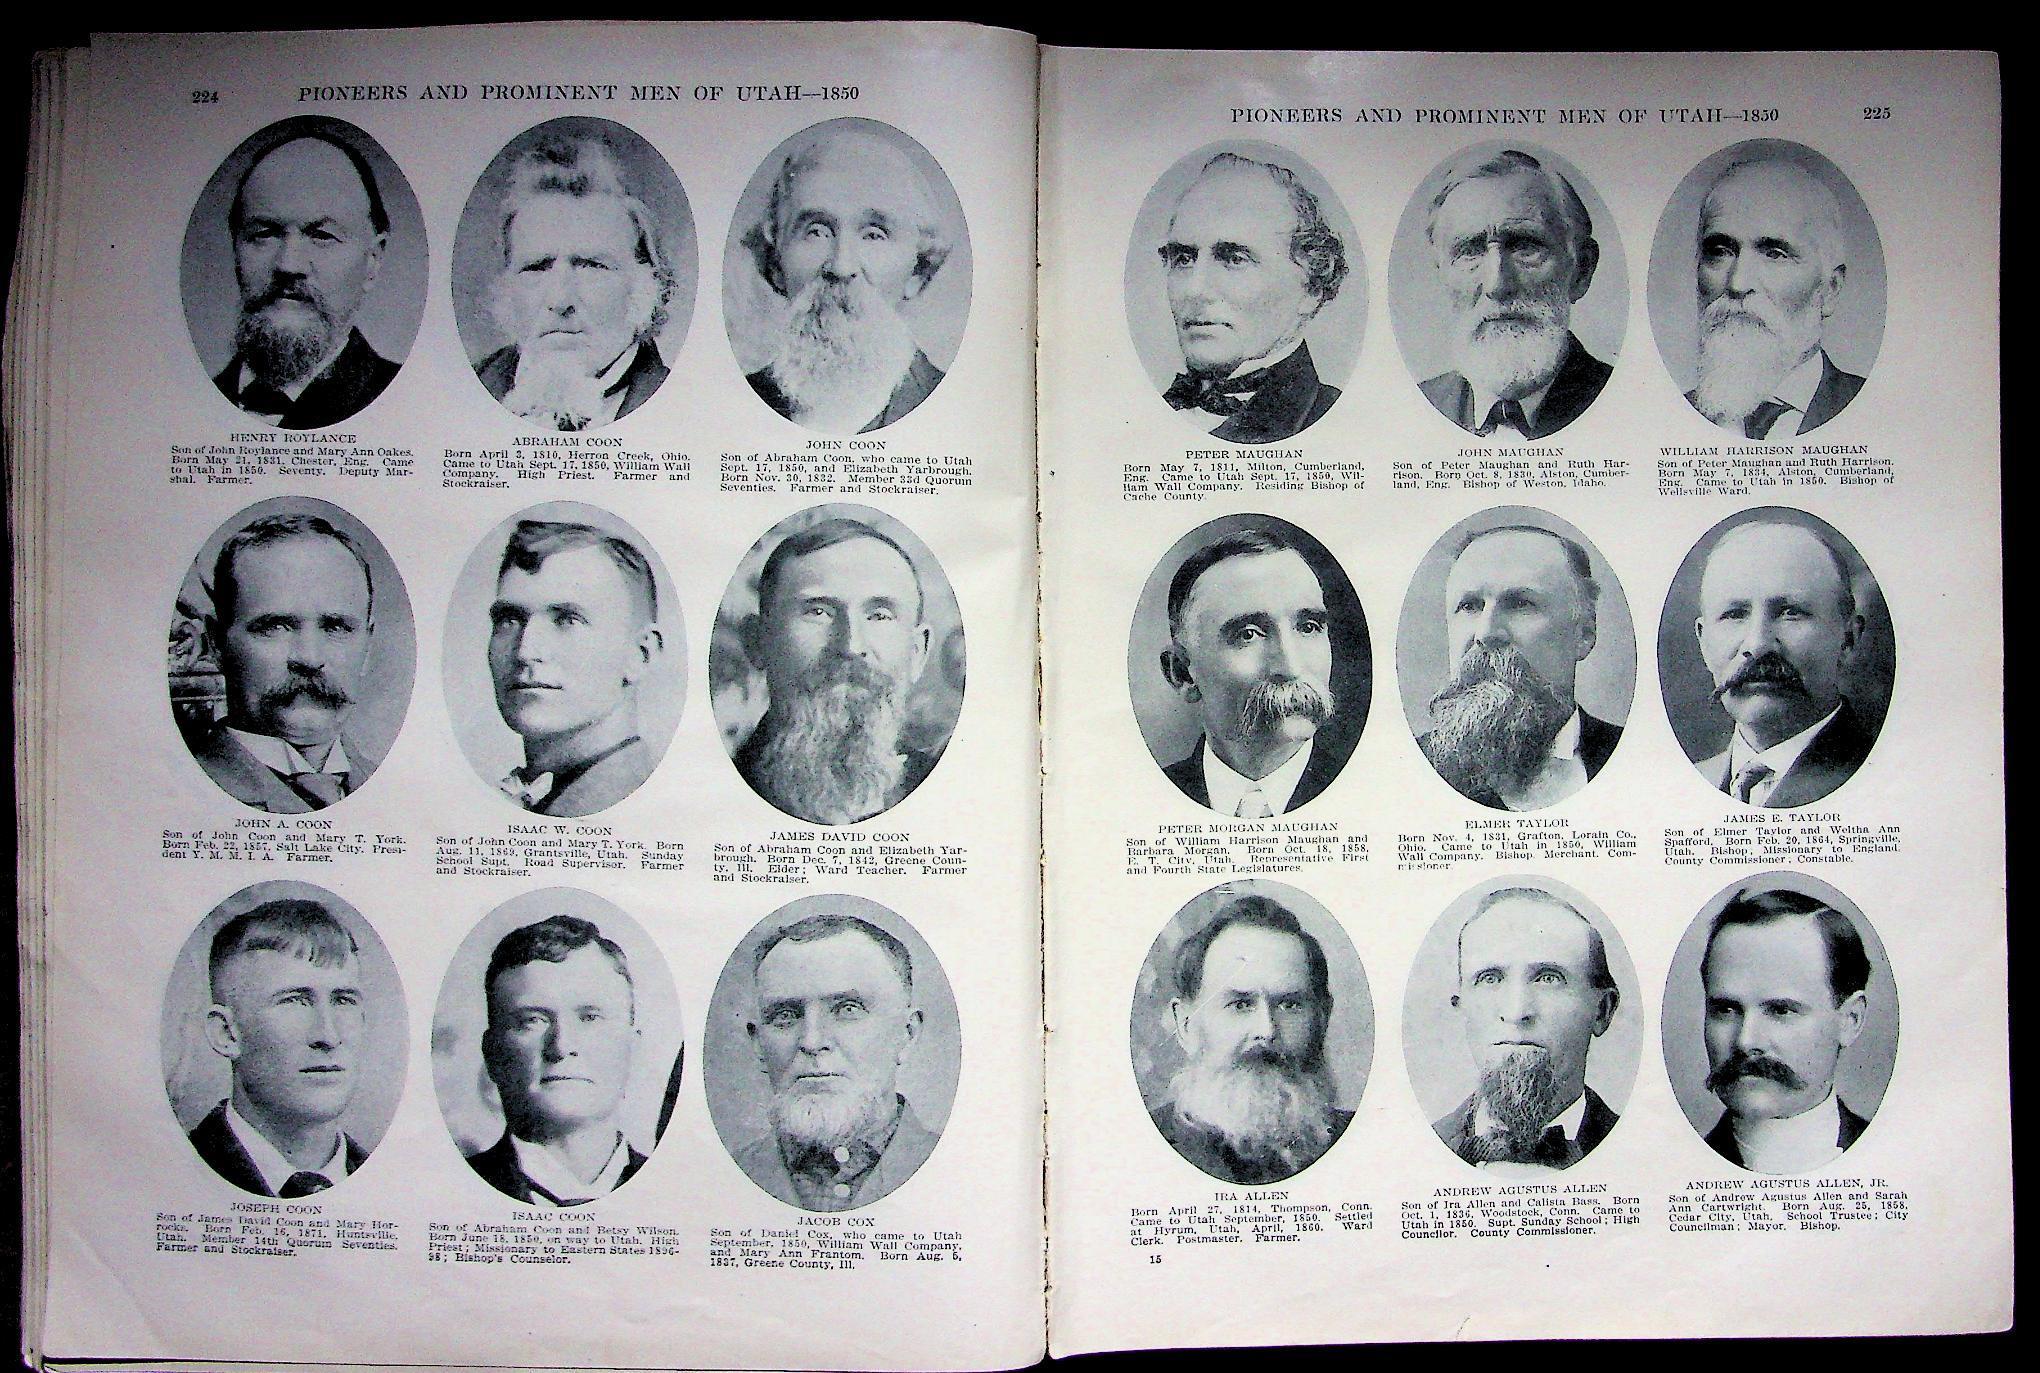 224 PIONEERS AND PROMINENT MEN OF UTAH—1850
HENRY ROYLANCE
Son of John Roylance and Mary Ann Oakes.
Born May 21, 1831, Chester, Eng. Came
to Utah in 1850. Seventy. Deputy Mar-
shal. Farmer.
ABRAHAM COON
Born April 3, 1810, Herron Creek, Ohio.
Came to Utah Sept. 17, 1850, William Wall
Company. High Priest. Farmer and
Stockraiser.
JOHN COON
Son of Abraham Coon, who came to Utah
Sept. 17, 1850, and Elizabeth Yarbrough.
Born Nov. 30, 1832. Member 33d Quorum
Seventies. Farmer and Stockraiser.
JOHN A. COON
Son of John Coon and Mary T. York.
Born Feb. 22, 1857, Salt Lake City. Presi-
dent Y. M. M. I. A. Farmer.
ISAAC W. COON
Son of John Coon and Mary T. York. Born
Aug. 11, 1869, Grantsville, Utah. Sunday
School Supt. Road Supervisor. Farmer
and Stockraiser.
JAMES DAVID COON
Son of Abraham Coon and Elizabeth Yar-
brough. Born Dec. 7, 1842, Greene Coun-
ty, Ill. Elder; Ward Teacher. Farmer
and Stockraiser.
JOSEPH COON
Son of James David Coon and Mary Hor-
rocks. Born Feb. 16, 1871, Huntsville,
Utah. Member 14th Quorum Seventies.
Farmer and Stockraiser.
ISAAC COON
Son of Abraham Coon and Betsy Wilson.
Born June 18, 1850, on way to Utah. High
Priest; Missionary to Eastern States 1896-
98; Bishop's Counselor.
JACOB COX
Son of Daniel Cox, who came to Utah
September, 1850, William Wall Company,
and Mary Ann Frantom. Born Aug. 5,
1837, Greene County, Ill.
PIONEERS AND PROMINENT MEN OF UTAH—1850 225
PETER MAUGHAN
Born May 7, 1811, Milton, Cumberland,
Eng. Came to Utah Sept. 17, 1850, Wil-
liam Wall Company. Residing Bishop of
Cache County.
JOHN MAUGHAN
Son of Peter Maughan and Ruth Har-
rison. Born Oct. 8, 1830, Alston, Cumber-
land, Eng. Bishop of Weston, Idaho.
WILLIAM HARRISON MAUGHAN
Son of Peter Maughan and Ruth Harrison.
Born May 7, 1834, Alston, Cumberland,
Eng. Came to Utah in 1850. Bishop of
Wellsville Ward.
PETER MORGAN MAUGHAN
Son of William Harrison Maughan and
Barbara Morgan. Born Oct. 18, 1858,
E. T. City, Utah. Representative First
and Fourth State Legislatures.
ELMER TAYLOR
Born Nov. 4, 1831, Grafton, Lorain Co.,
Ohio. Came to Utah in 1850, William
Wall Company. Bishop. Merchant. Com-
missioner.
JAMES E. TAYLOR
Son of Elmer Taylor and Weltha Ann
Spafford. Born Feb. 20, 1864, Springville,
Utah. Bishop; Missionary to England.
County Commissioner; Constable.
IRA ALLEN
Born April 27, 1814, Thompson, Conn.
Came to Utah September, 1850. Settled
at Hyrum, Utah, April, 1860. Ward
Clerk. Postmaster. Farmer.
ANDREW AGUSTUS ALLEN
Son of Ira Allen and Calista Bass. Born
Oct. 1, 1836, Woodstock, Conn. Came to
Utah in 1850. Supt. Sunday School; High
Councilor. County Commissioner.
ANDREW AGUSTUS ALLEN, JR.
Son of Andrew Agustus Allen and Sarah
Ann Cartwright. Born Aug. 25, 1858,
Cedar City, Utah. School Trustee; City
Councilman; Mayor. Bishop.
15